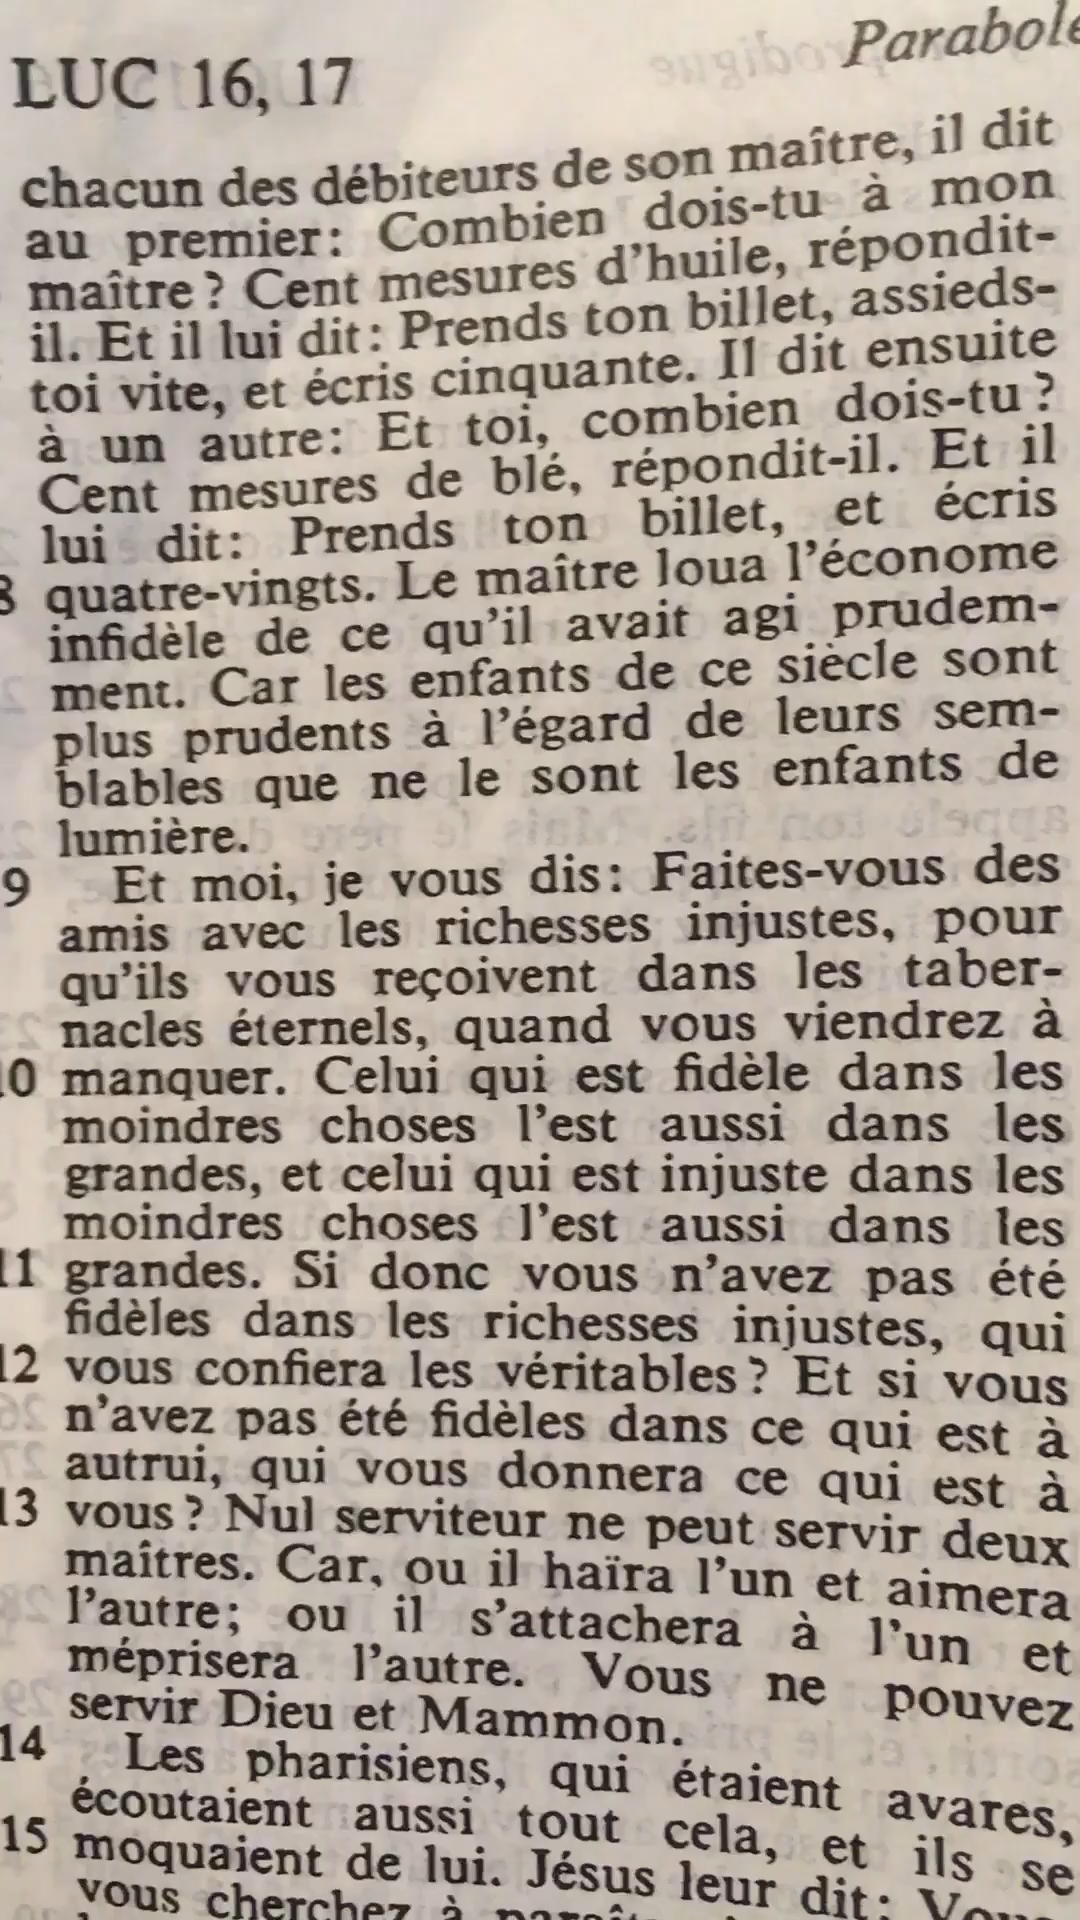 LUC 16, 17
Parabole
chacun des débiteurs de son maître, il dit
au premier: Combien dois-tu à mon
maître? Cent mesures d'huile, répondit-
il. Et il lui dit: Prends ton billet, assieds-
toi vite, et écris cinquante. Il dit ensuite
à un autre: Et toi, combien dois-tu?
Cent mesures de blé, répondit-il. Et il
lui dit: Prends ton billet, et écris
8 quatre-vingts. Le maître loua l'économe
infidèle de ce qu'il avait agi prudem-
ment. Car les enfants de ce siècle sont
plus prudents à l'égard de leurs sem-
blables que ne le sont les enfants de
lumière.
9 Et moi, je vous dis: Faites-vous des
amis avec les richesses injustes, pour
qu'ils vous reçoivent dans les taber-
nacles éternels, quand vous viendrez à
10 manquer. Celui qui est fidèle dans les
moindres choses l'est aussi dans les
grandes, et celui qui est injuste dans les
moindres choses l'est aussi dans les
11 grandes. Si donc vous n'avez pas été
fidèles dans les richesses injustes, qui
12 vous confiera les véritables? Et si vous
n'avez pas été fidèles dans ce qui est à
autrui, qui vous donnera ce qui est à
13 vous? Nul serviteur ne peut servir deux
maîtres. Car, ou il haïra l'un et aimera
l'autre; ou il s'attachera à l'un et
méprisera l'autre. Vous ne pouvez
servir Dieu et Mammon.
14 Les pharisiens, qui étaient avares,
écoutaient aussi tout cela, et ils se
15 moquaient de lui. Jésus leur dit: Vous
vous cherchez à